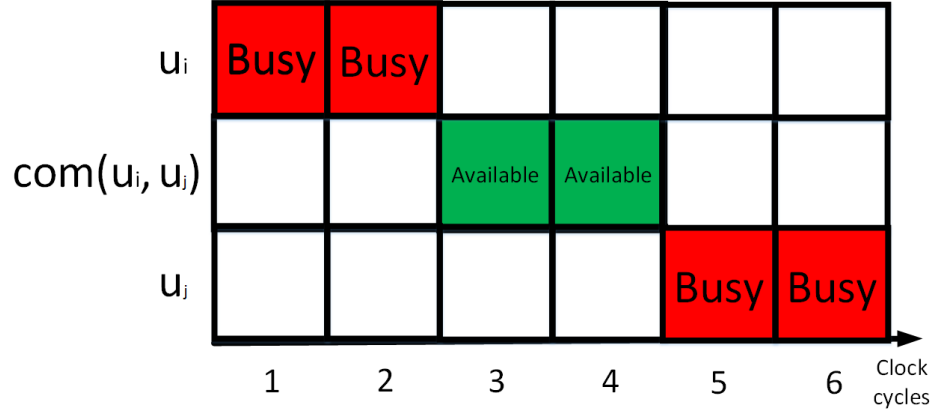 uᵢ Busy Busy
com(uᵢ, uⱼ) Available Available
uⱼ Busy Busy
1 2 3 4 5 6 Clock
cycles